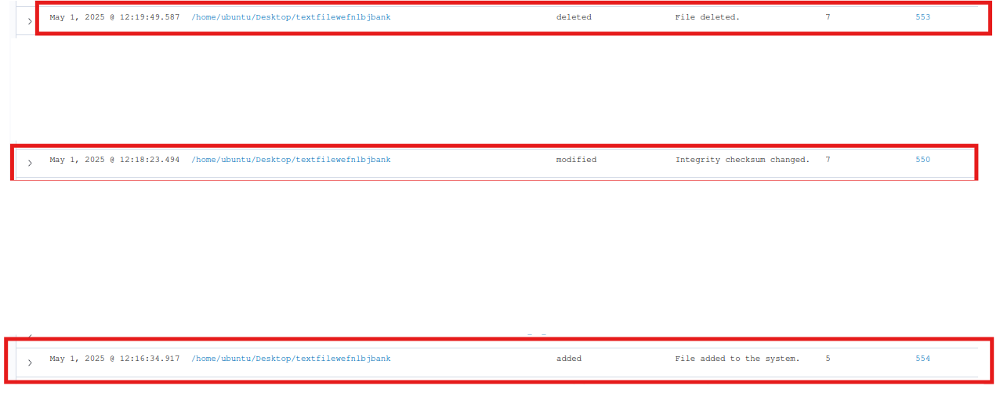 May 1, 2025 @ 12:19:49.587 /home/ubuntu/Desktop/textfilewefnlbjbank deleted File deleted. 7 553
May 1, 2025 @ 12:18:23.494 /home/ubuntu/Desktop/textfilewefnlbjbank modified Integrity checksum changed. 7 550
May 1, 2025 @ 12:16:34.917 /home/ubuntu/Desktop/textfilewefnlbjbank added File added to the system. 5 554